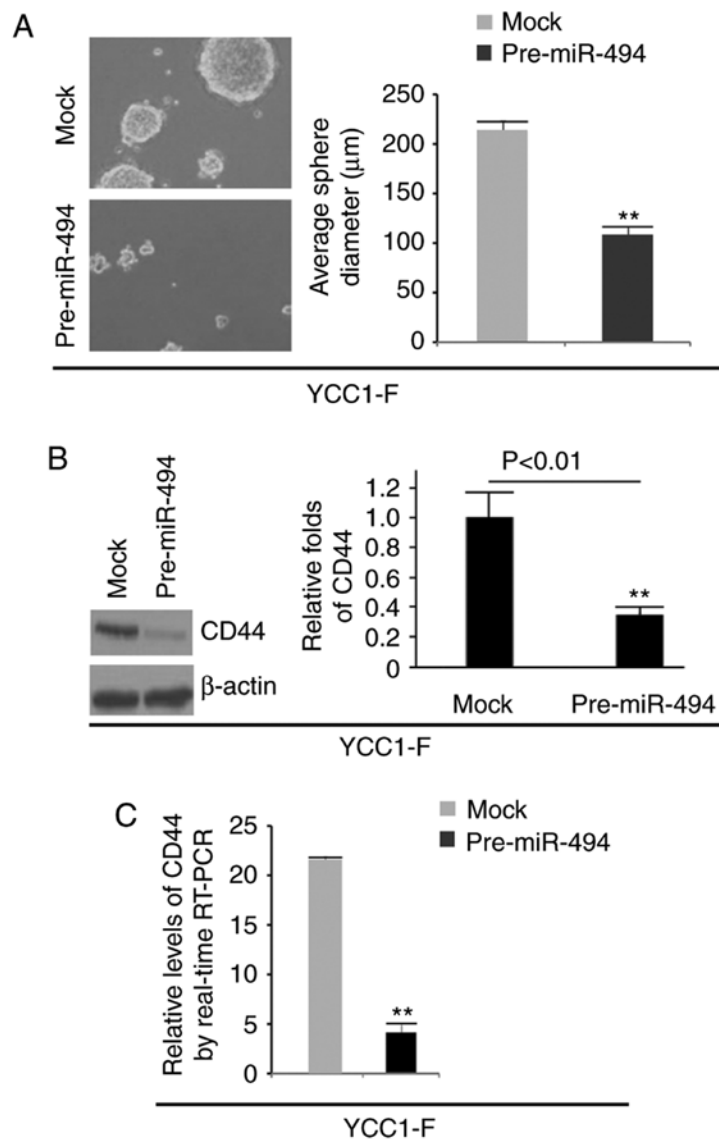 A
Mock
Pre-miR-494
Mock
Pre-miR-494
Average sphere
diameter (μm)
250
200
150
100
50
0
**
YCC1-F
B
Mock
Pre-miR-494
CD44
β-actin
Relative folds
of CD44
P<0.01
1.2
1.0
0.8
0.6
0.4
0.2
0
**
Mock
Pre-miR-494
YCC1-F
C
Mock
Pre-miR-494
Relative levels of CD44
by real-time RT-PCR
25
20
15
10
5
0
**
YCC1-F